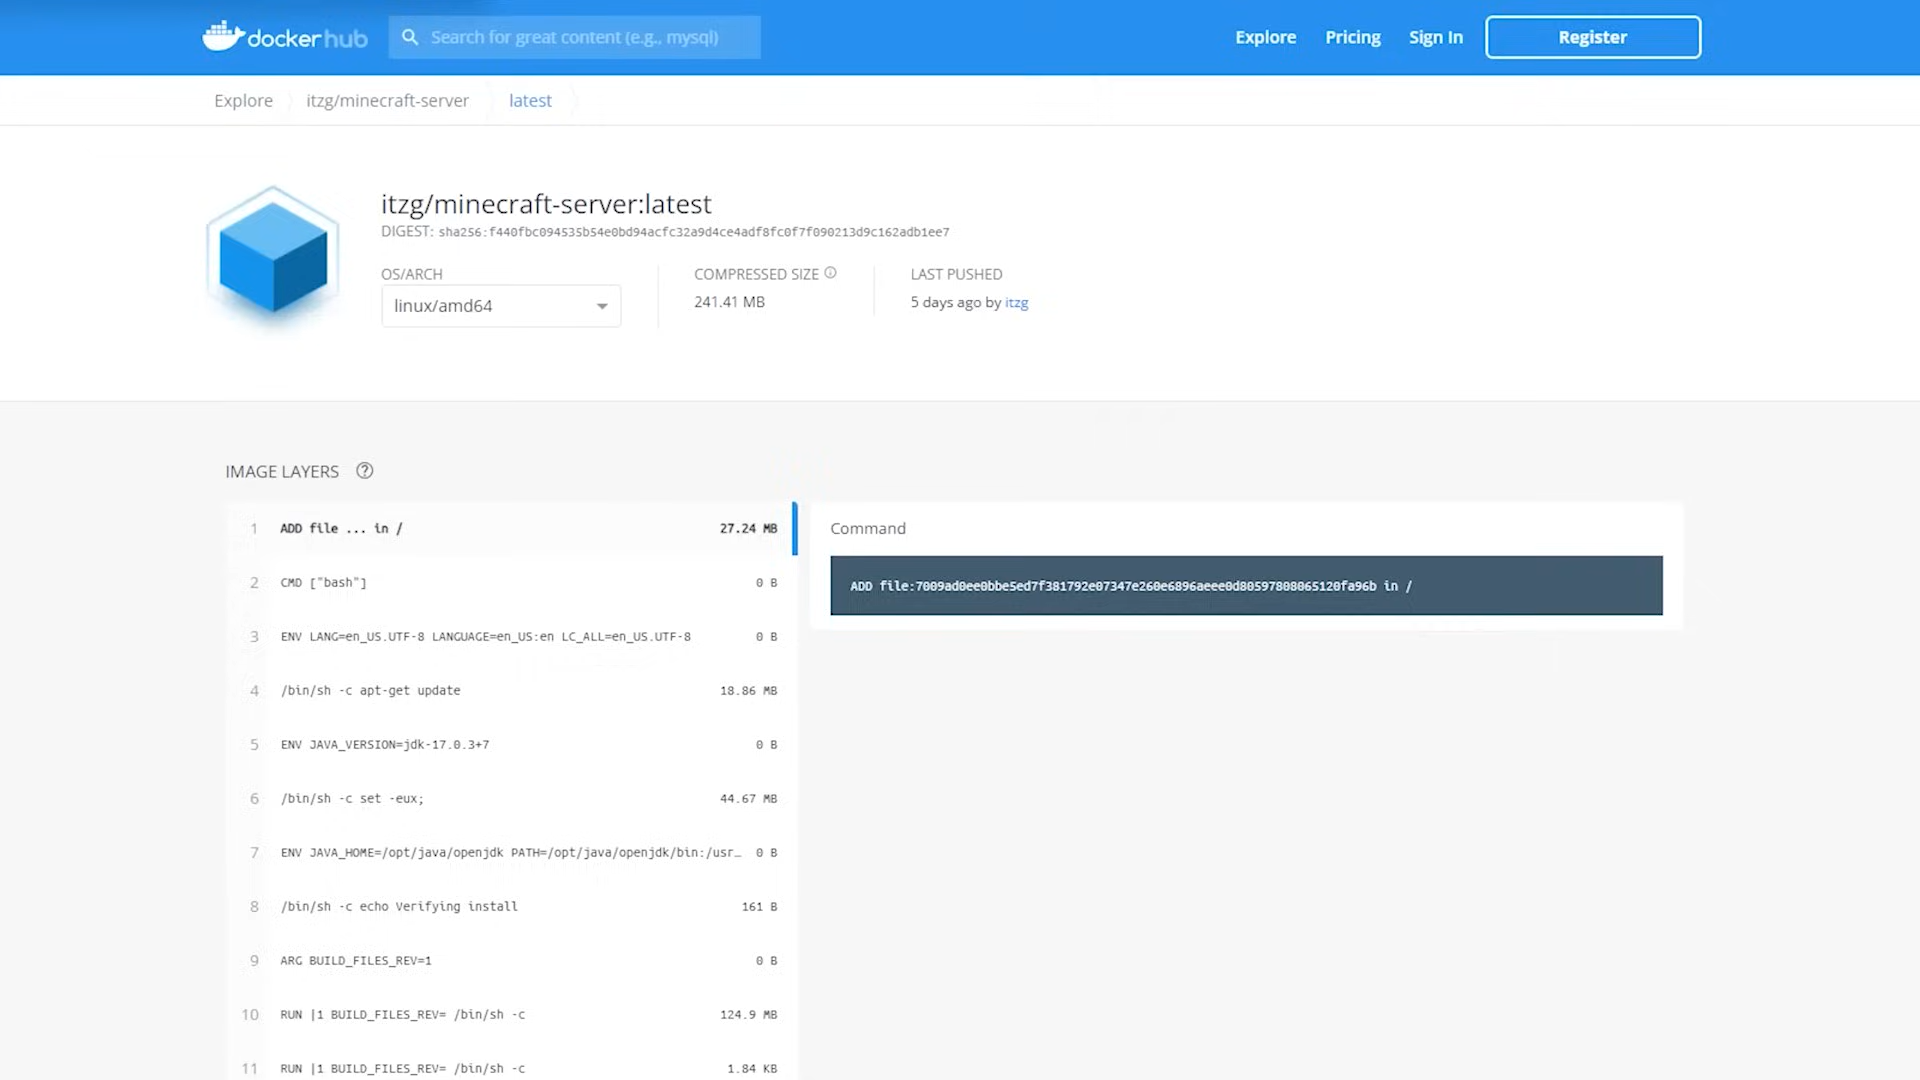 docker hub
Search for great content (e.g., mysql)
Explore
Pricing
Sign In
Register
Explore
itzg/minecraft-server
latest
itzg/minecraft-server:latest
DIGEST: sha256:f440fbc094535b54e0bd94acfc32a9d4ce4adf8fc0f7f090213d9c162adb1ee7
OS/ARCH
linux/amd64
COMPRESSED SIZE
241.41 MB
LAST PUSHED
5 days ago by itzg
IMAGE LAYERS
1 ADD file ... in / 27.24 MB
2 CMD ["bash"] 0 B
3 ENV LANG=en_US.UTF-8 LANGUAGE=en_US:en LC_ALL=en_US.UTF-8 0 B
4 /bin/sh -c apt-get update 18.86 MB
5 ENV JAVA_VERSION=jdk-17.0.3+7 0 B
6 /bin/sh -c set -eux; 44.67 MB
7 ENV JAVA_HOME=/opt/java/openjdk PATH=/opt/java/openjdk/bin:/usr… 0 B
8 /bin/sh -c echo Verifying install 161 B
9 ARG BUILD_FILES_REV=1 0 B
10 RUN |1 BUILD_FILES_REV= /bin/sh -c 124.9 MB
11 RUN |1 BUILD_FILES_REV= /bin/sh -c 1.84 KB
Command
ADD file:7009ad0ee0bbe5ed7f381792e07347e260e6896aeee0d80597808065120fa96b in /